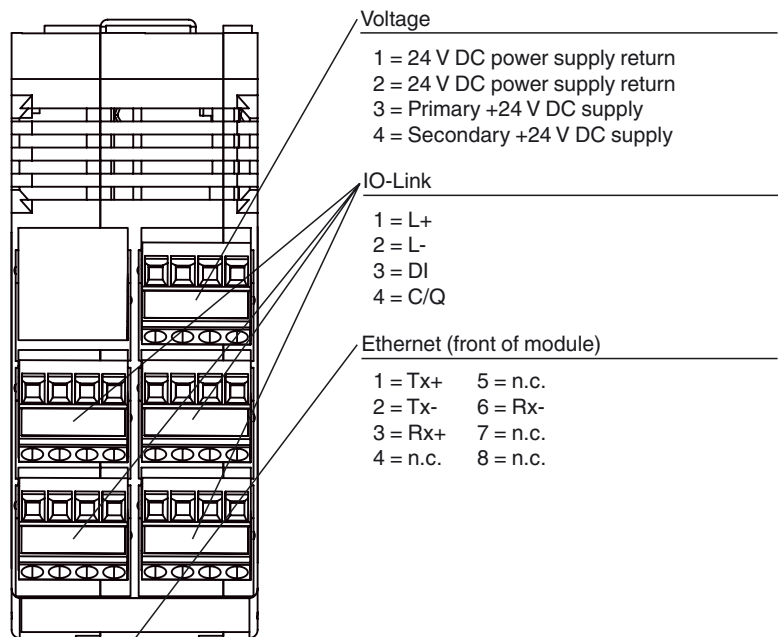 Voltage
1 = 24 V DC power supply return
2 = 24 V DC power supply return
3 = Primary +24 V DC supply
4 = Secondary +24 V DC supply
IO-Link
1 = L+
2 = L-
3 = DI
4 = C/Q
Ethernet (front of module)
1 = Tx+ 5 = n.c.
2 = Tx- 6 = Rx-
3 = Rx+ 7 = n.c.
4 = n.c. 8 = n.c.